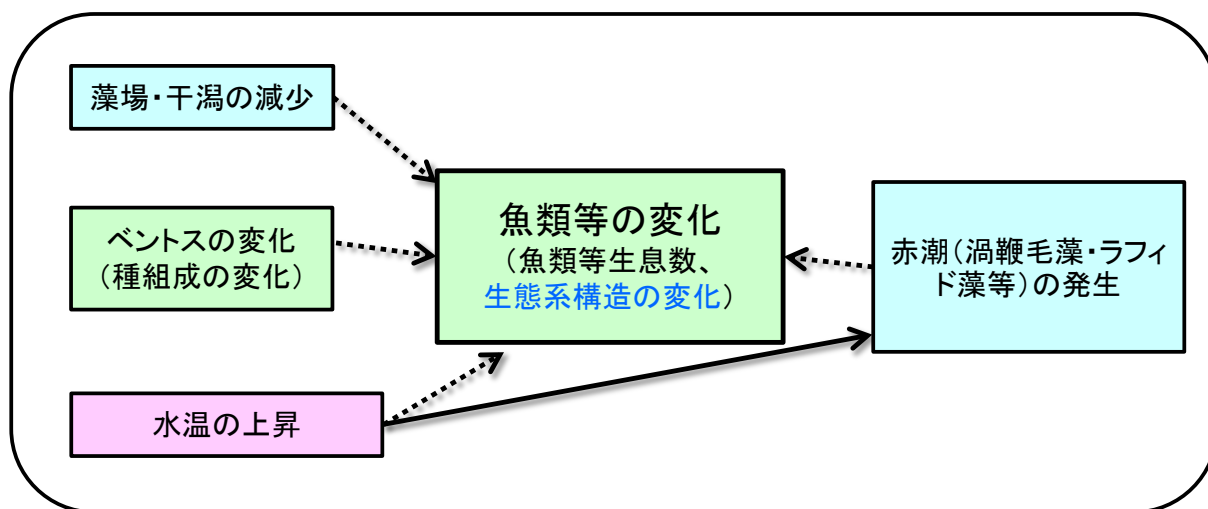 藻場・干潟の減少
ベントスの変化
（種組成の変化）
水温の上昇
魚類等の変化
（魚類等生息数、
生態系構造の変化）
赤潮（渦鞭毛藻・ラフィ
ド藻等）の発生